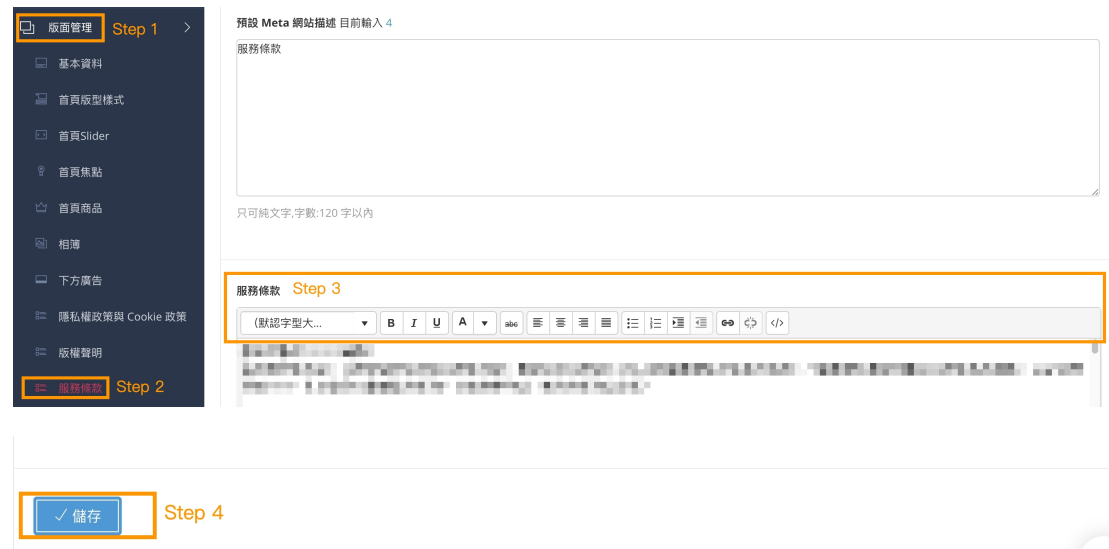 版面管理 Step 1
基本資料
首頁版型樣式
首頁Slider
首頁焦點
首頁商品
相簿
下方廣告
隱私權政策與 Cookie 政策
版權聲明
服務條款 Step 2
預設 Meta 網站描述 目前輸入 4
服務條款
只可純文字,字數:120 字以內
服務條款 Step 3
(默認字型大... B I U A abc </>
儲存 Step 4